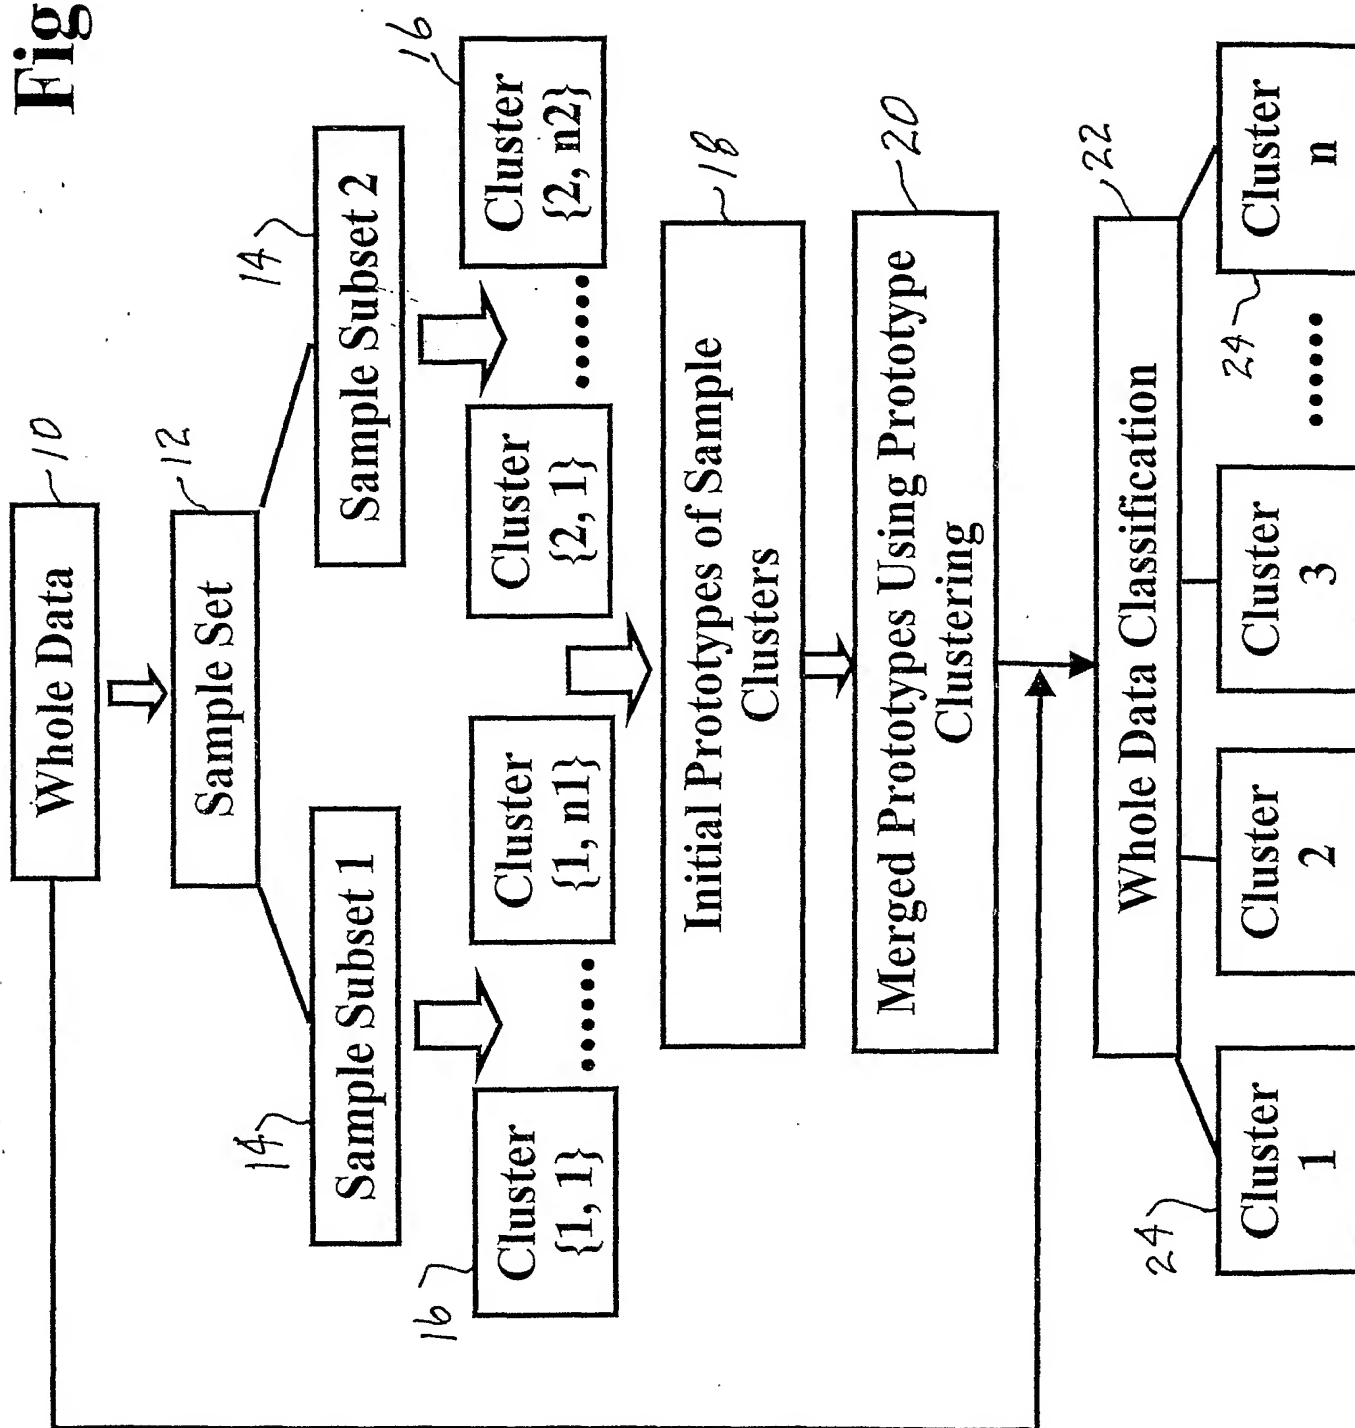 Fig
Whole Data
10
Sample Set
12
14
Sample Subset 1
14
Sample Subset 2
16
Cluster
{1, 1}
......
Cluster
{1, n1}
Cluster
{2, 1}
......
16
Cluster
{2, n2}
Initial Prototypes of Sample
Clusters
18
Merged Prototypes Using Prototype
Clustering
20
Whole Data Classification
22
24
Cluster
1
Cluster
2
Cluster
3
......
24
Cluster
n